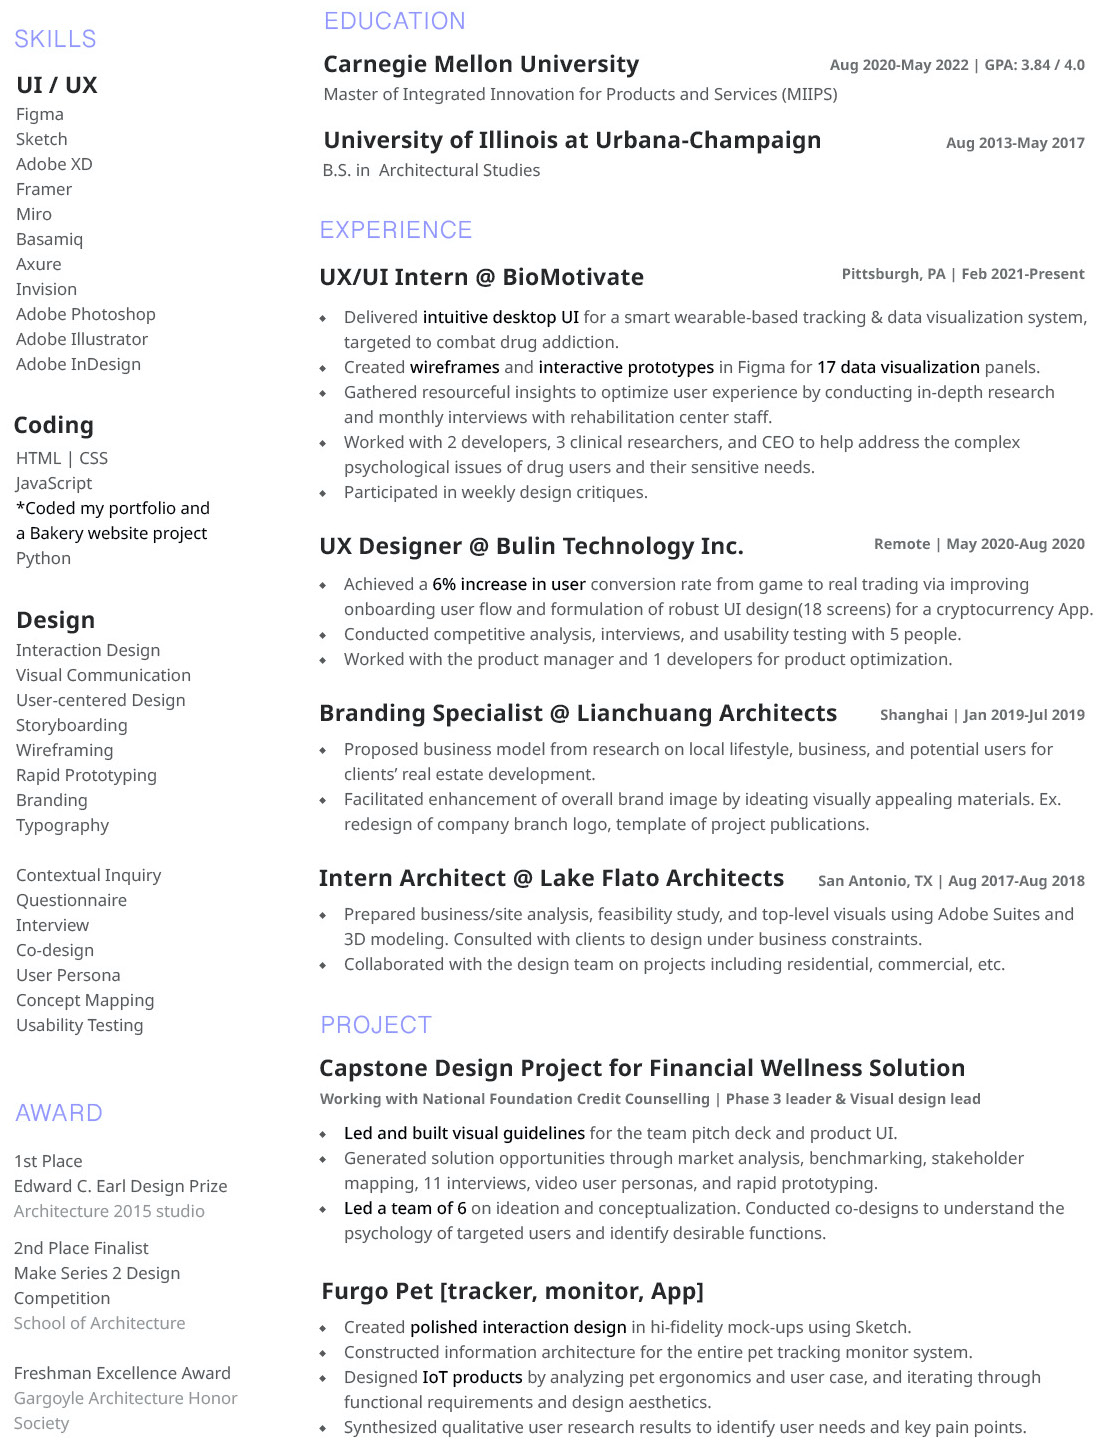 SKILLS
UI / UX
Figma
Sketch
Adobe XD
Framer
Miro
Basamiq
Axure
Invision
Adobe Photoshop
Adobe Illustrator
Adobe InDesign
Coding
HTML | CSS
JavaScript
*Coded my portfolio and
a Bakery website project
Python
Design
Interaction Design
Visual Communication
User-centered Design
Storyboarding
Wireframing
Rapid Prototyping
Branding
Typography
Contextual Inquiry
Questionnaire
Interview
Co-design
User Persona
Concept Mapping
Usability Testing
AWARD
1st Place
Edward C. Earl Design Prize
Architecture 2015 studio
2nd Place Finalist
Make Series 2 Design
Competition
School of Architecture
Freshman Excellence Award
Gargoyle Architecture Honor
Society
EDUCATION
Carnegie Mellon University Aug 2020-May 2022 | GPA: 3.84 / 4.0
Master of Integrated Innovation for Products and Services (MIIPS)
University of Illinois at Urbana-Champaign Aug 2013-May 2017
B.S. in  Architectural Studies
EXPERIENCE
UX/UI Intern @ BioMotivate Pittsburgh, PA | Feb 2021-Present
⬩ Delivered intuitive desktop UI for a smart wearable-based tracking & data visualization system,
targeted to combat drug addiction.
⬩ Created wireframes and interactive prototypes in Figma for 17 data visualization panels.
⬩ Gathered resourceful insights to optimize user experience by conducting in-depth research
and monthly interviews with rehabilitation center staff.
⬩ Worked with 2 developers, 3 clinical researchers, and CEO to help address the complex
psychological issues of drug users and their sensitive needs.
⬩ Participated in weekly design critiques.
UX Designer @ Bulin Technology Inc. Remote | May 2020-Aug 2020
⬩ Achieved a 6% increase in user conversion rate from game to real trading via improving
onboarding user flow and formulation of robust UI design(18 screens) for a cryptocurrency App.
⬩ Conducted competitive analysis, interviews, and usability testing with 5 people.
⬩ Worked with the product manager and 1 developers for product optimization.
Branding Specialist @ Lianchuang Architects Shanghai | Jan 2019-Jul 2019
⬩ Proposed business model from research on local lifestyle, business, and potential users for
clients’ real estate development.
⬩ Facilitated enhancement of overall brand image by ideating visually appealing materials. Ex.
redesign of company branch logo, template of project publications.
Intern Architect @ Lake Flato Architects San Antonio, TX | Aug 2017-Aug 2018
⬩ Prepared business/site analysis, feasibility study, and top-level visuals using Adobe Suites and
3D modeling. Consulted with clients to design under business constraints.
⬩ Collaborated with the design team on projects including residential, commercial, etc.
PROJECT
Capstone Design Project for Financial Wellness Solution
Working with National Foundation Credit Counselling | Phase 3 leader & Visual design lead
⬩ Led and built visual guidelines for the team pitch deck and product UI.
⬩ Generated solution opportunities through market analysis, benchmarking, stakeholder
mapping, 11 interviews, video user personas, and rapid prototyping.
⬩ Led a team of 6 on ideation and conceptualization. Conducted co-designs to understand the
psychology of targeted users and identify desirable functions.
Furgo Pet [tracker, monitor, App]
⬩ Created polished interaction design in hi-fidelity mock-ups using Sketch.
⬩ Constructed information architecture for the entire pet tracking monitor system.
⬩ Designed IoT products by analyzing pet ergonomics and user case, and iterating through
functional requirements and design aesthetics.
⬩ Synthesized qualitative user research results to identify user needs and key pain points.